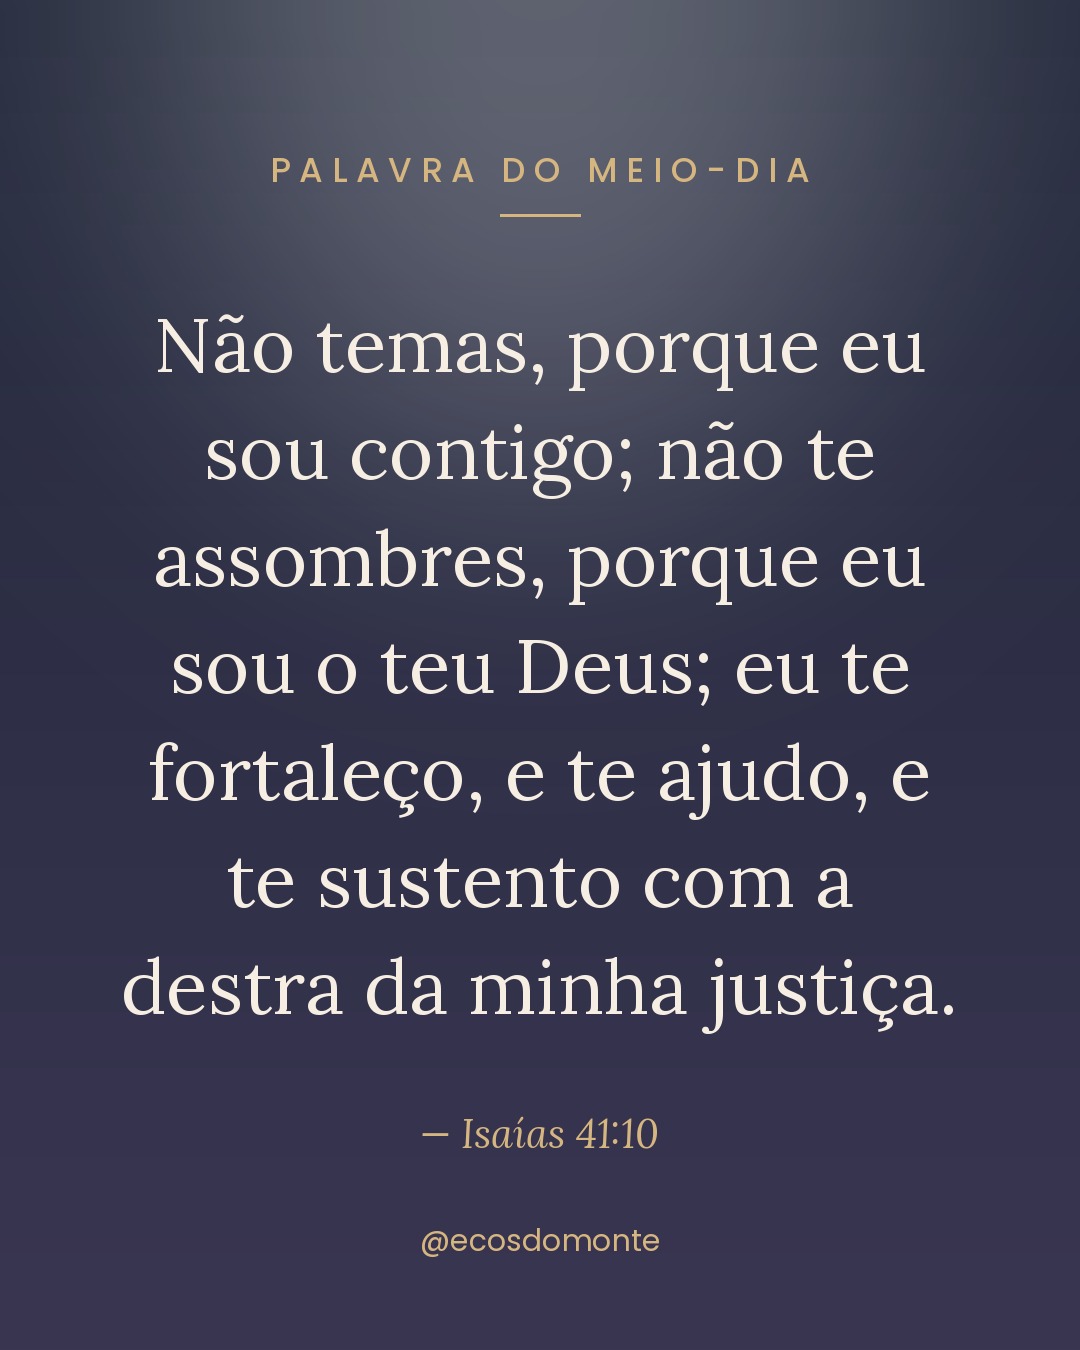 PALAVRA DO MEIO-DIA
Não temas, porque eu
sou contigo; não te
assombres, porque eu
sou o teu Deus; eu te
fortaleço, e te ajudo, e
te sustento com a
destra da minha justiça.
— Isaías 41:10
@ecosdomonte